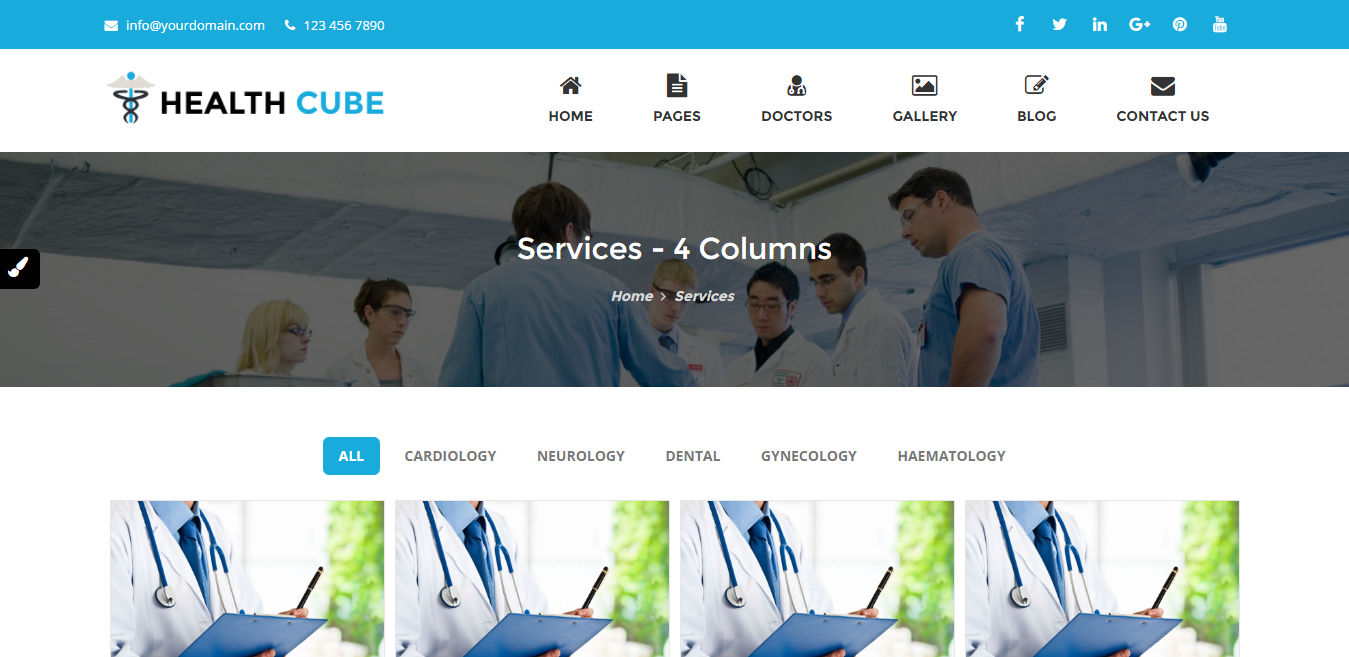 info@yourdomain.com 123 456 7890
HEALTH CUBE
HOME PAGES DOCTORS GALLERY BLOG CONTACT US
Services - 4 Columns
Home > Services
ALL CARDIOLOGY NEUROLOGY DENTAL GYNECOLOGY HAEMATOLOGY